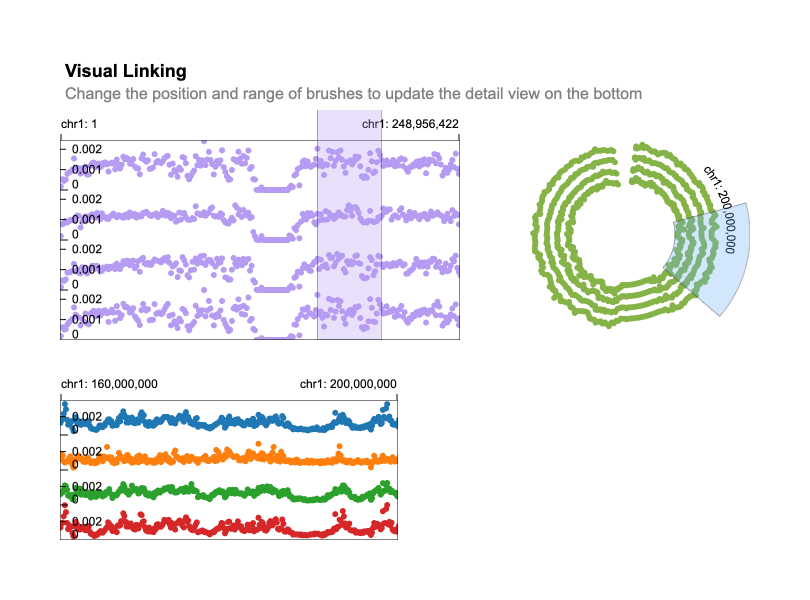 Visual Linking
Change the position and range of brushes to update the detail view on the bottom
chr1: 1
chr1: 248,956,422
0.002
0.001
0
0.002
0.001
0
0.002
0.001
0
0.002
0.001
0
chr1: 200,000,000
chr1: 160,000,000
chr1: 200,000,000
0.002
0
0.002
0
0.002
0
0.002
0